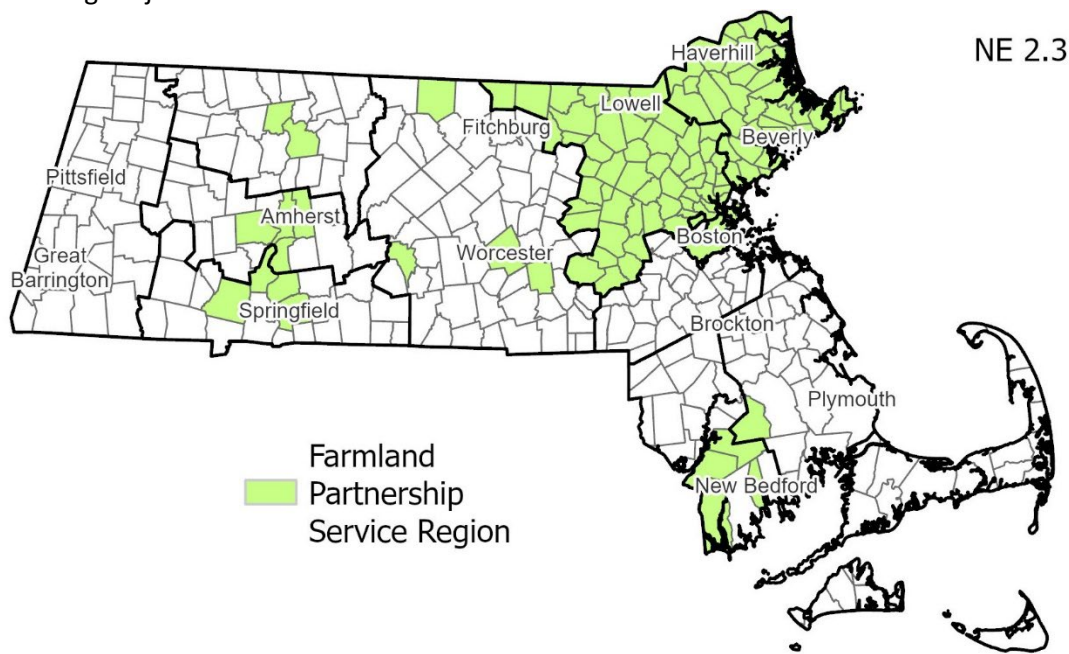 NE 2.3
Haverhill
Lowell
Fitchburg
Beverly
Pittsfield
Amherst
Boston
Worcester
Great
Barrington
Springfield
Brockton
Plymouth
New Bedford
Farmland
Partnership
Service Region